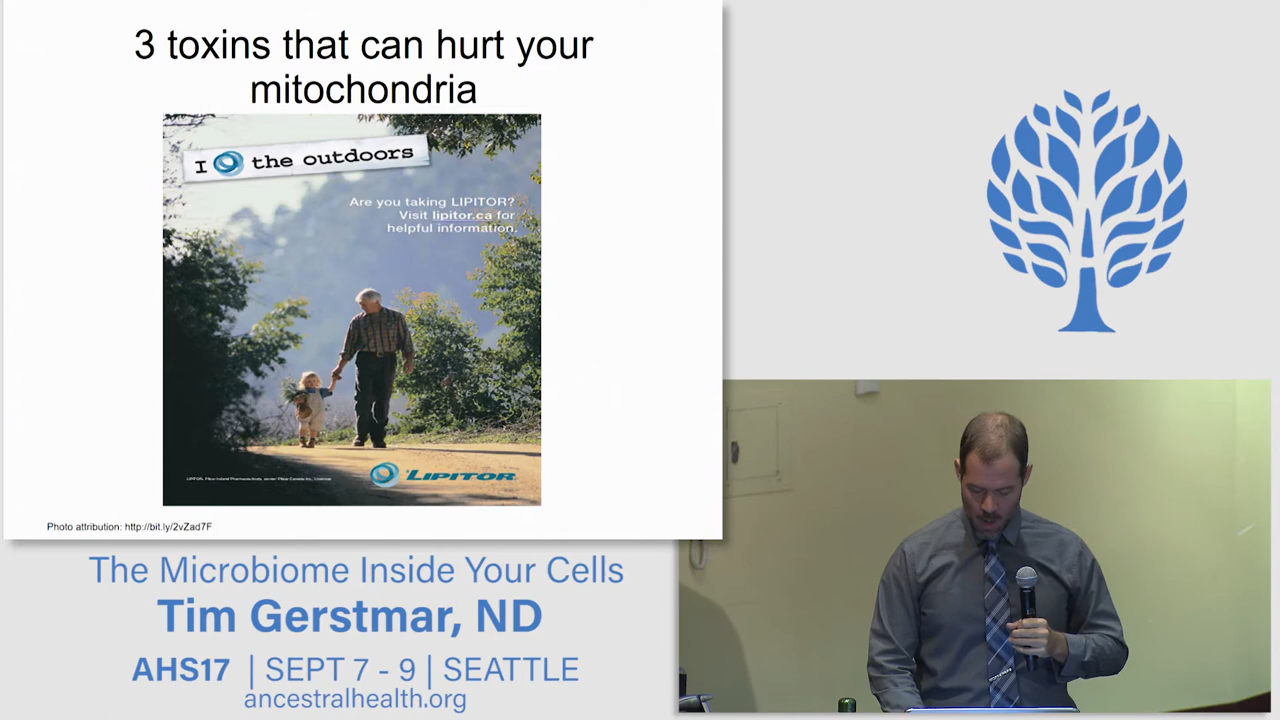 3 toxins that can hurt your
mitochondria
I the outdoors
Are you taking LIPITOR?
Visit lipitor.ca for
helpful information.
LIPITOR
Photo attribution: http://bit.ly/2vZad7F
The Microbiome Inside Your Cells
Tim Gerstmar, ND
AHS17 | SEPT 7 - 9 | SEATTLE
ancestralhealth.org